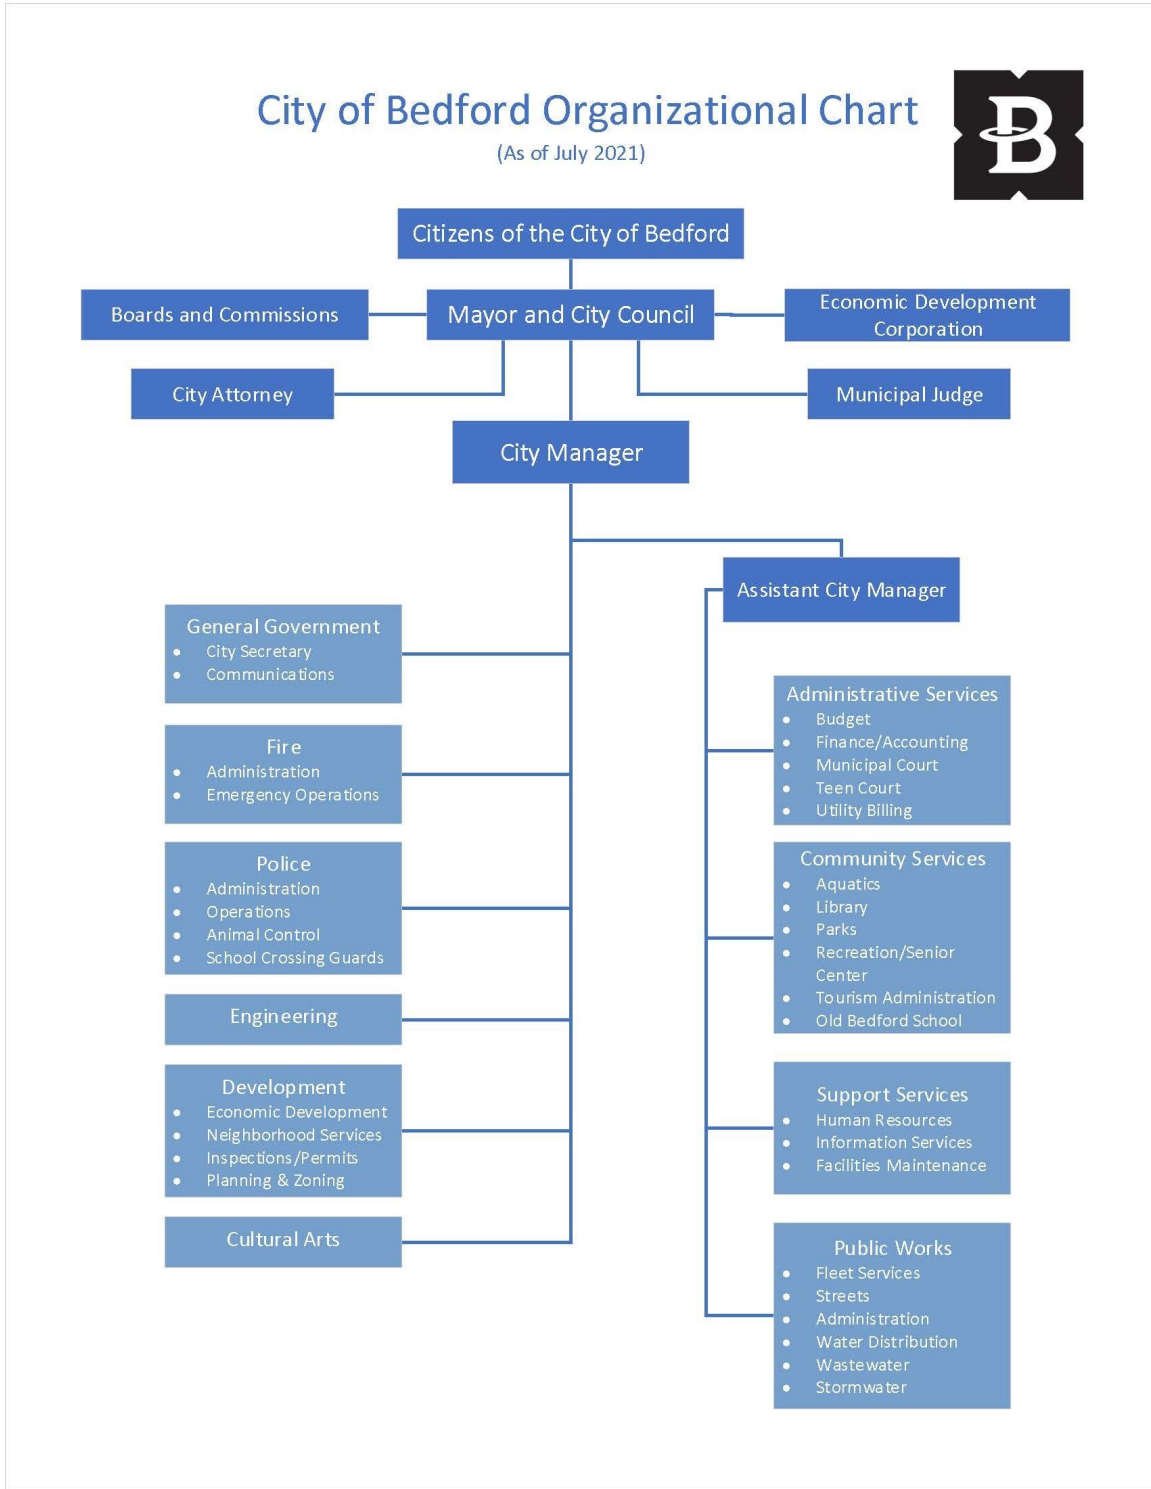 City of Bedford Organizational Chart
(As of July 2021)
B
Citizens of the City of Bedford
Boards and Commissions
Mayor and City Council
Economic Development
Corporation
City Attorney
Municipal Judge
City Manager
Assistant City Manager
General Government
• City Secretary
• Communications
Fire
• Administration
• Emergency Operations
Police
• Administration
• Operations
• Animal Control
• School Crossing Guards
Engineering
Development
• Economic Development
• Neighborhood Services
• Inspections/Permits
• Planning & Zoning
Cultural Arts
Administrative Services
• Budget
• Finance/Accounting
• Municipal Court
• Teen Court
• Utility Billing
Community Services
• Aquatics
• Library
• Parks
• Recreation/Senior
Center
• Tourism Administration
• Old Bedford School
Support Services
• Human Resources
• Information Services
• Facilities Maintenance
Public Works
• Fleet Services
• Streets
• Administration
• Water Distribution
• Wastewater
• Stormwater